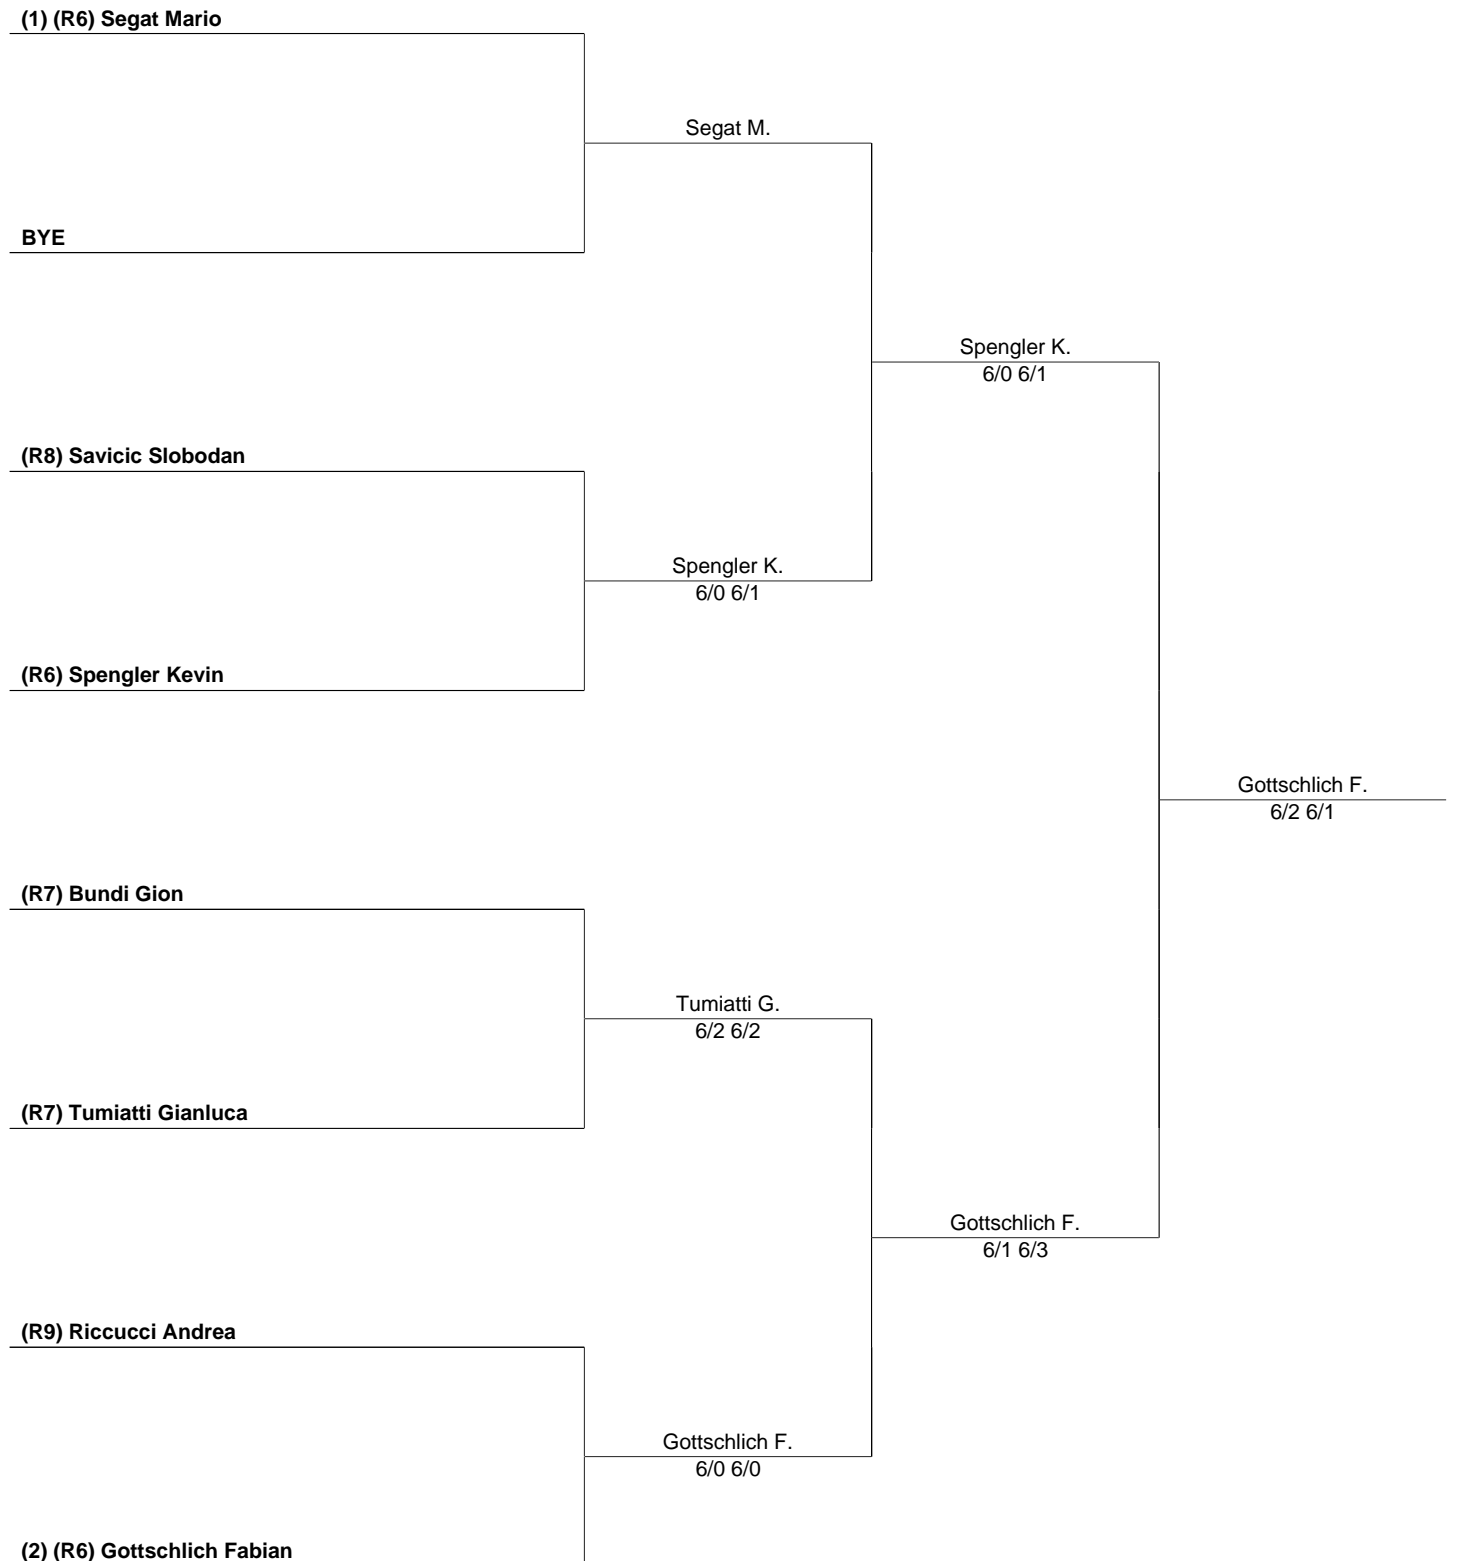 (1) (R6) Segat Mario
Segat M.
BYE
Spengler K.
6/0 6/1
(R8) Savicic Slobodan
Spengler K.
6/0 6/1
(R6) Spengler Kevin
Gottschlich F.
6/2 6/1
(R7) Bundi Gion
Tumiatti G.
6/2 6/2
(R7) Tumiatti Gianluca
Gottschlich F.
6/1 6/3
(R9) Riccucci Andrea
Gottschlich F.
6/0 6/0
(2) (R6) Gottschlich Fabian